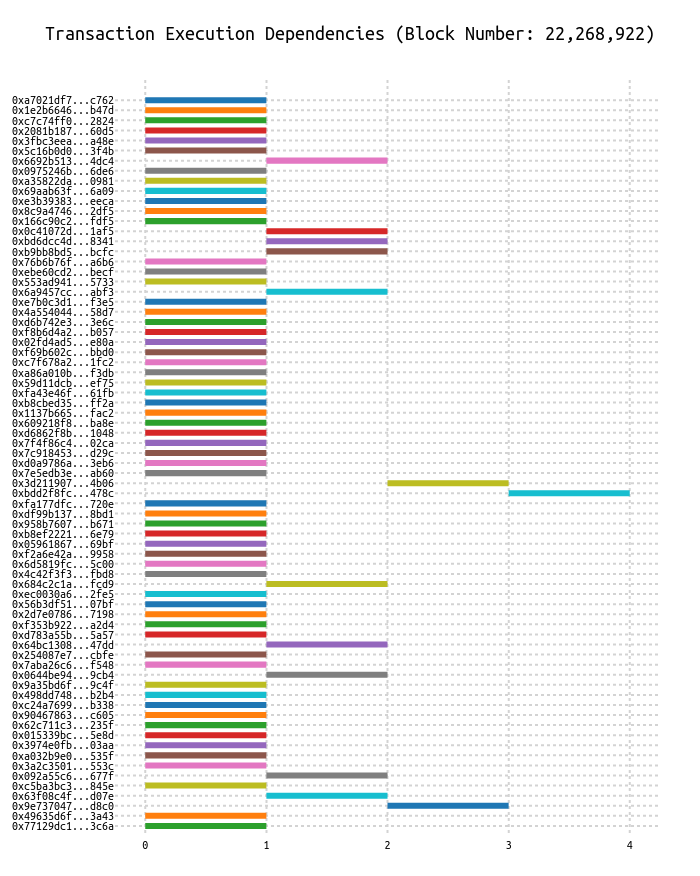 Transaction Execution Dependencies (Block Number: 22,268,922)
0xa7021df7...c762
0x1e2b6646...b47d
0xc7c74ff0...2824
0x2081b187...60d5
0x3fbc3eea...a48e
0x5c16b0d0...3f4b
0x6692b513...4dc4
0x0975246b...6de6
0xa35822da...0981
0x69aab63f...6a09
0xe3b39383...eeca
0x8c9a4746...2df5
0x166c90c2...fdf5
0x0c41072d...1af5
0xbd6dcc4d...8341
0xb9bb8bd5...bcfc
0x76b6b76f...a6b6
0xebe60cd2...becf
0x553ad941...5733
0x6a9457cc...abf3
0xe7b0c3d1...f3e5
0x4a554044...58d7
0xd6b742e3...3e6c
0xf8b6d4a2...b057
0x02fd4ad5...e80a
0xf69b602c...bbd0
0xc7f678a2...1fc2
0xa86a010b...f3db
0x59d11dcb...ef75
0xfa43e46f...61fb
0xb8cbed35...ff2a
0x1137b665...fac2
0x609218f8...ba8e
0xd6862f8b...1048
0x7f4f86c4...02ca
0x7c918453...d29c
0xd0a9786a...3eb6
0x7e5edb3e...ab60
0x3d211907...4b06
0xbdd2f8fc...478c
0xfa177dfc...720e
0xdf99b137...8bd1
0x958b7607...b671
0xb8ef2221...6e79
0x05961867...69bf
0xf2a6e42a...9958
0x6d5819fc...5c00
0x4c42f3f3...fbd8
0x684c2c1a...fcd9
0xec0030a6...2fe5
0x56b3df51...07bf
0x2d7e0786...7198
0xf353b922...a2d4
0xd783a55b...5a57
0x64bc1308...47dd
0x254087e7...cbfe
0x7aba26c6...f548
0x0644be94...9cb4
0x9a35bd6f...9c4f
0x498dd748...b2b4
0xc24a7699...b338
0x90467863...c605
0x62c711c3...235f
0x015339bc...5e8d
0x3974e0fb...03aa
0xa032b9e0...535f
0x3a2c3501...553c
0x092a55c6...677f
0xc5ba3bc3...845e
0x63f08c4f...d07e
0x9e737047...d8c0
0x49635d6f...3a43
0x77129dc1...3c6a
0 1 2 3 4